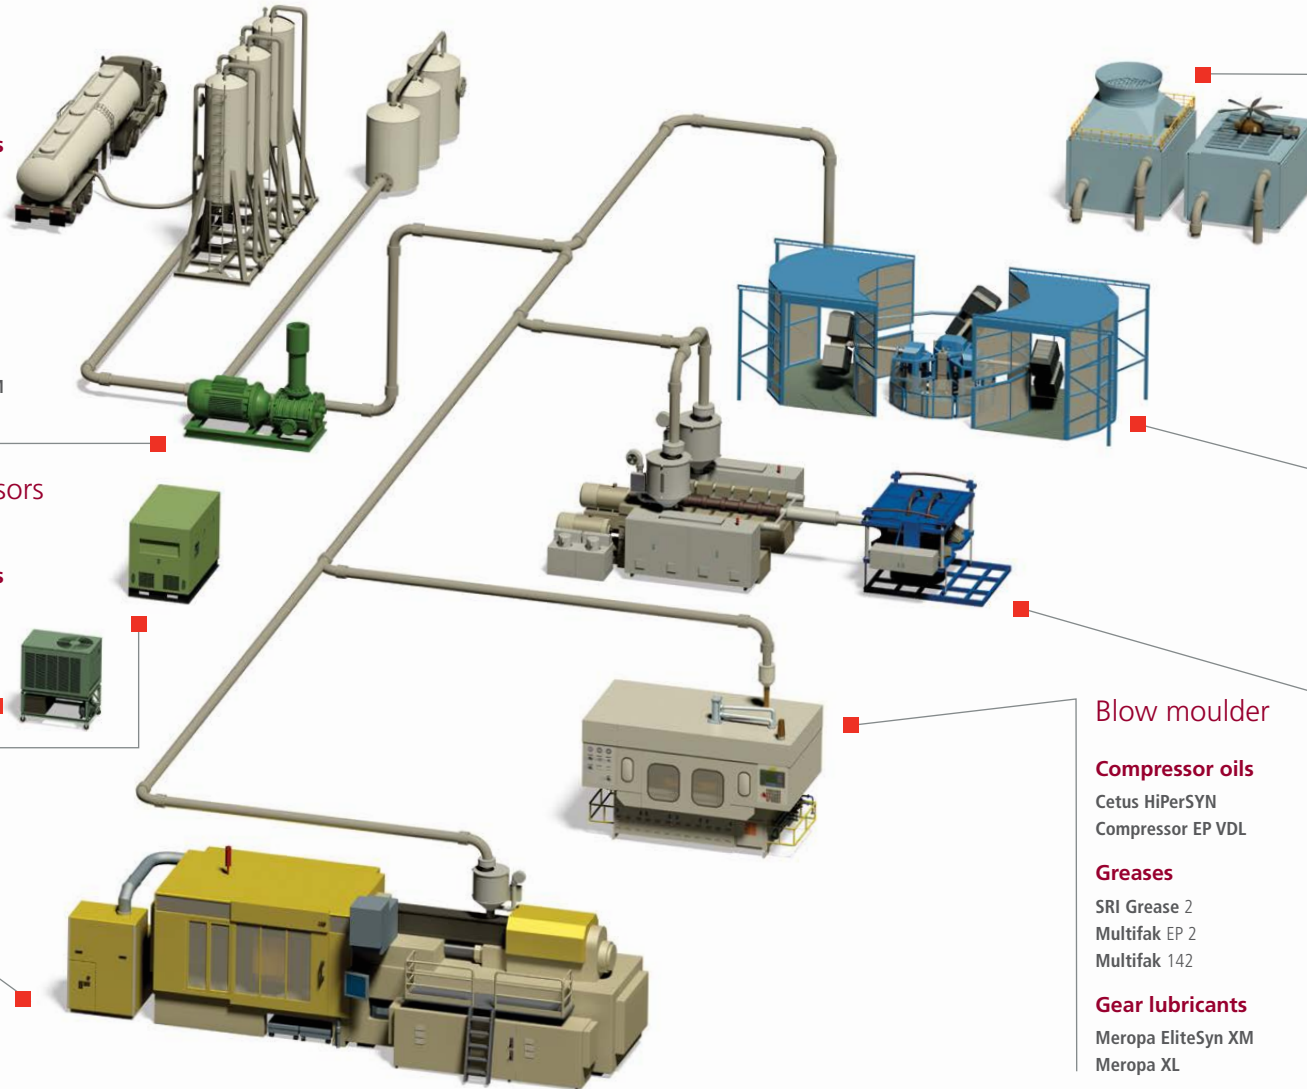 s
M
sors
s
Blow moulder
Compressor oils
Cetus HiPerSYN
Compressor EP VDL
Greases
SRI Grease 2
Multifak EP 2
Multifak 142
Gear lubricants
Meropa EliteSyn XM
Meropa XL